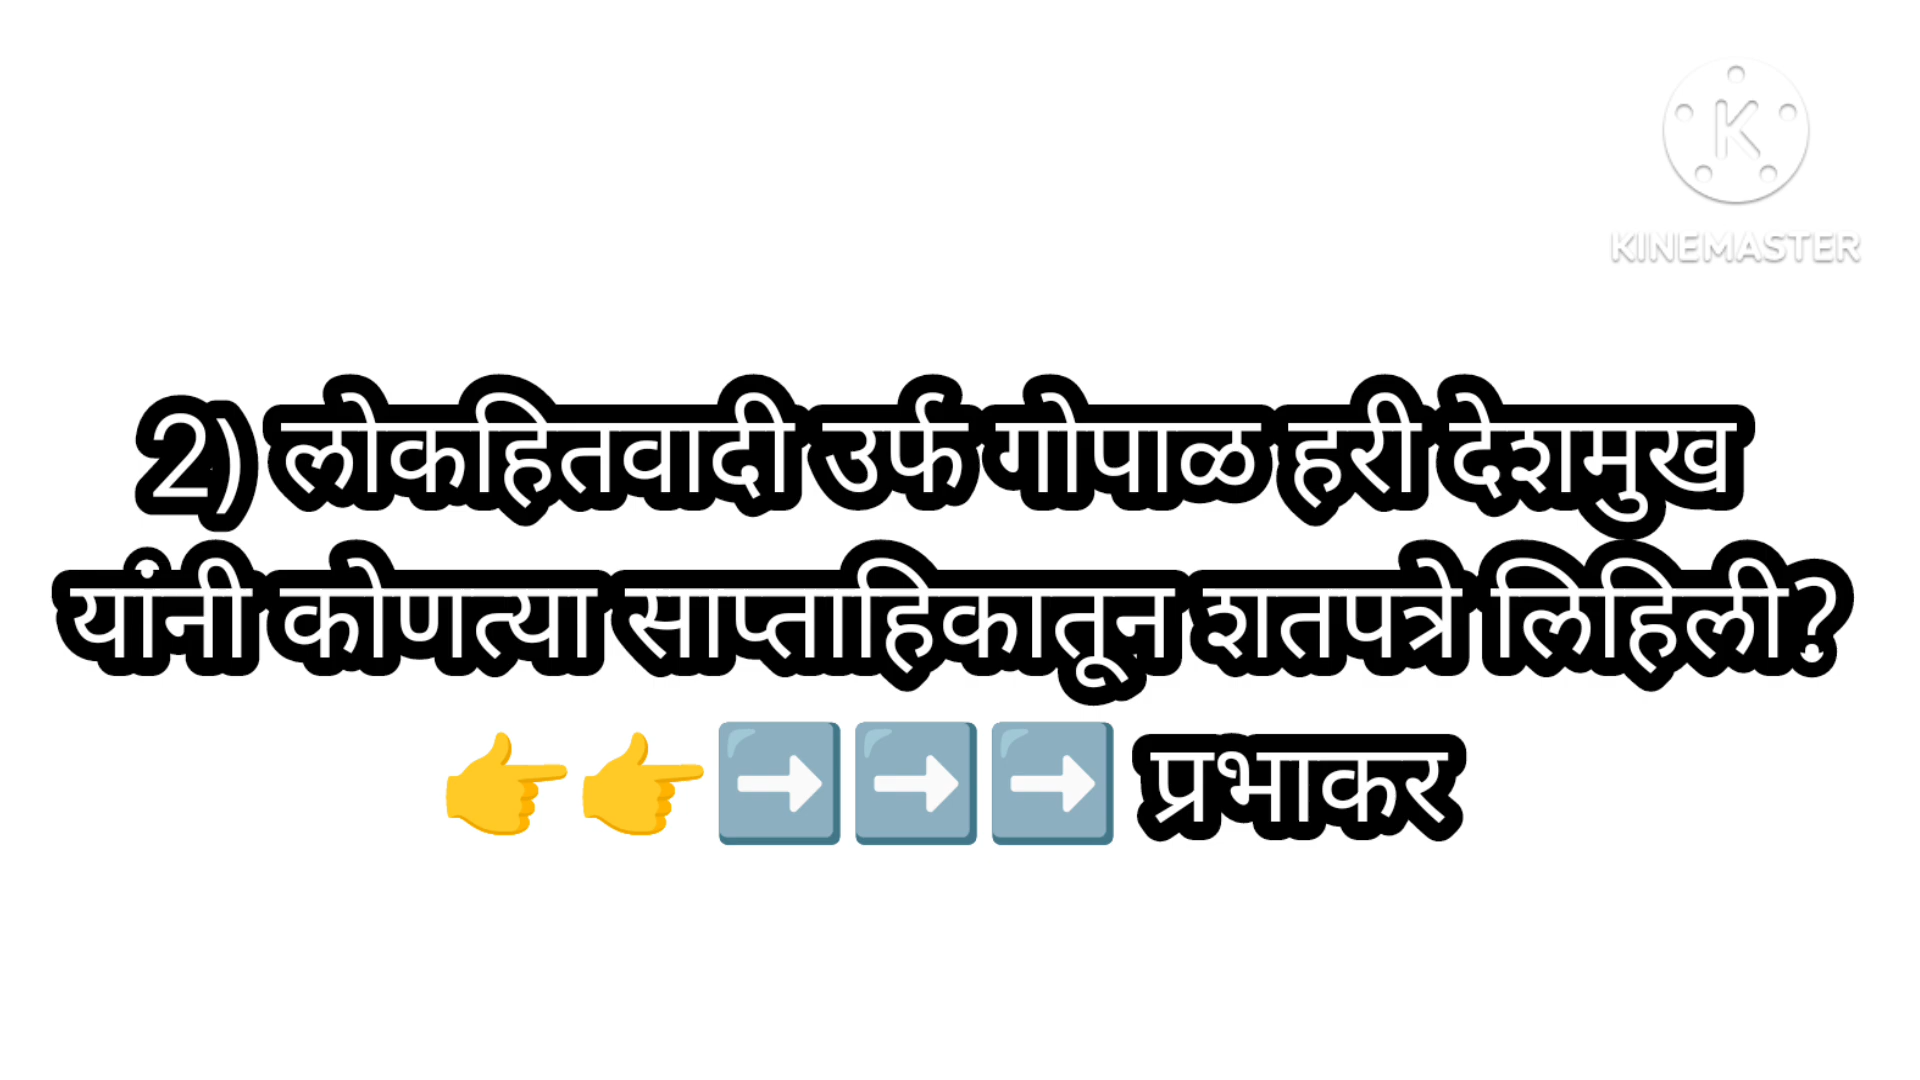 KINEMASTER
2) लोकहितवादी उर्फ गोपाळ हरी देशमुख
यांनी कोणत्या साप्ताहिकातून शतपत्रे लिहिली?
👉👉➡️➡️➡️ प्रभाकर